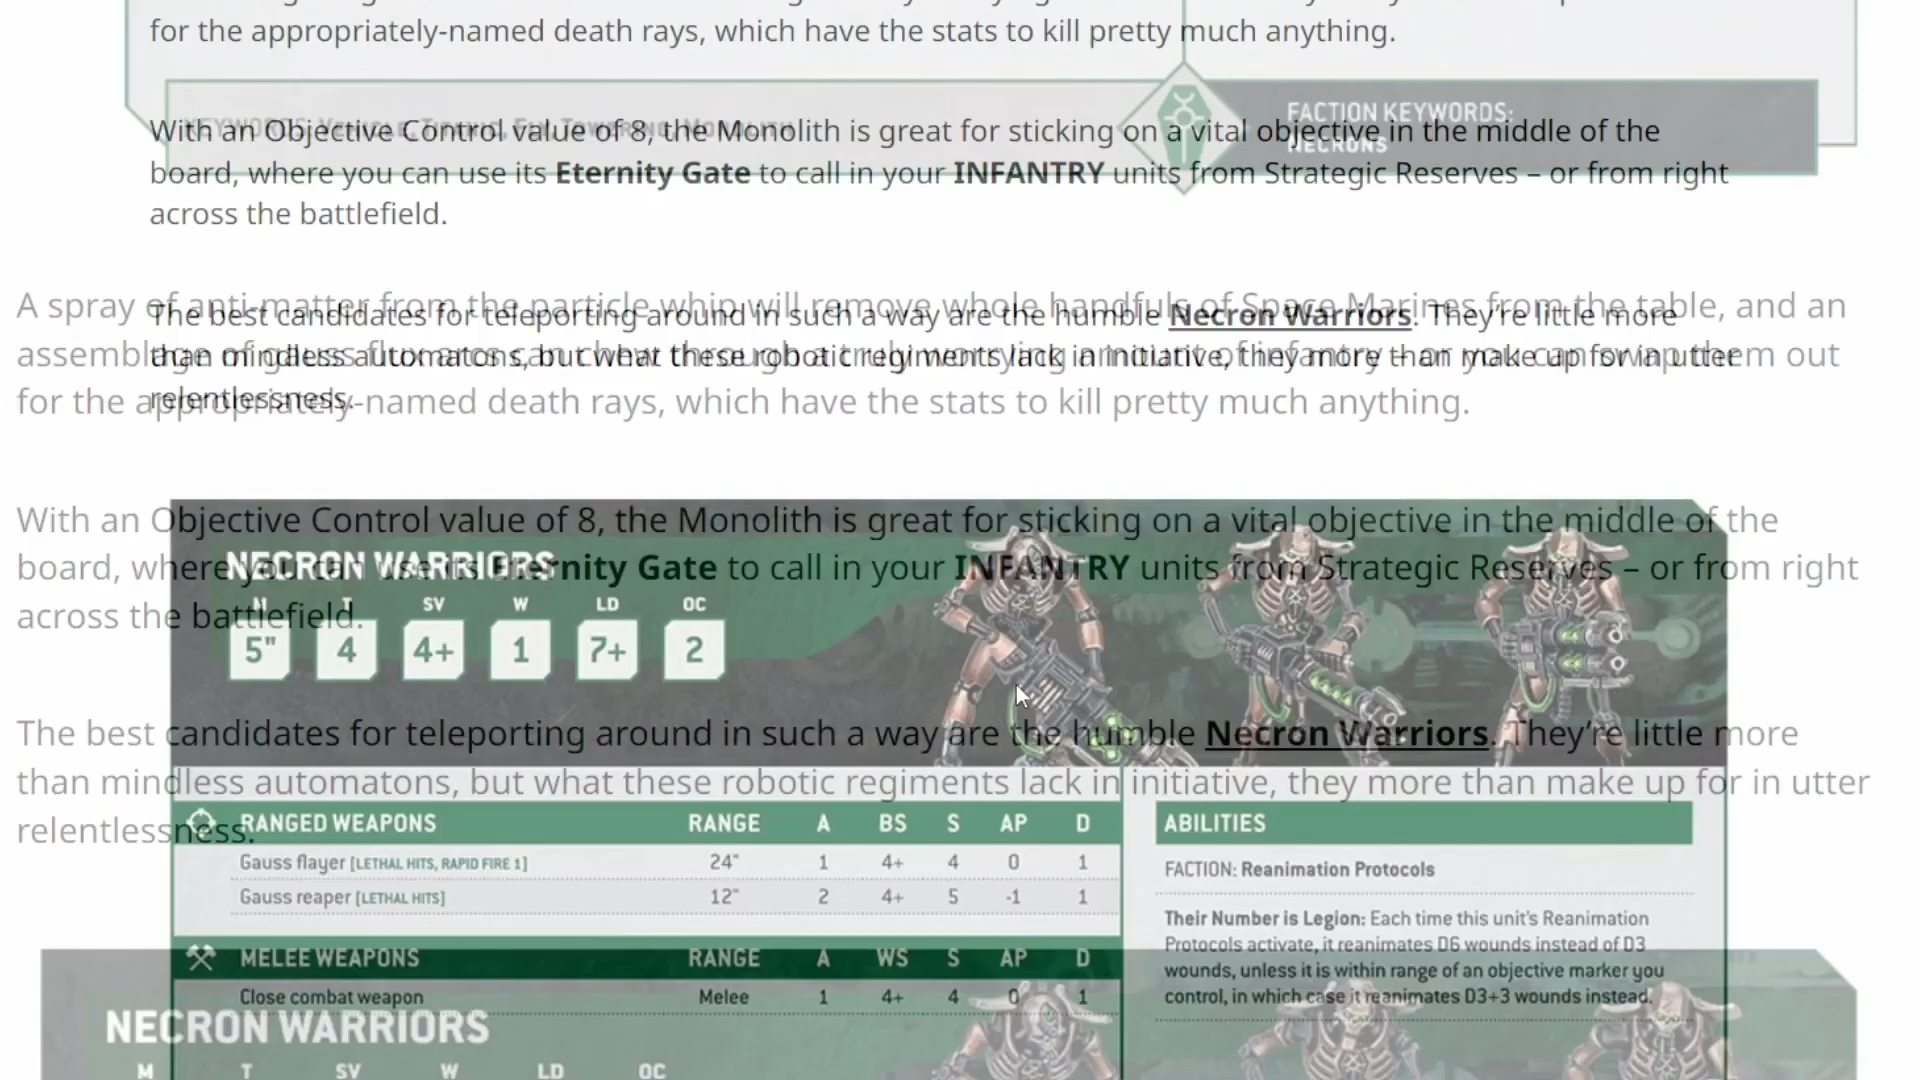 for the appropriately-named death rays, which have the stats to kill pretty much anything.
FACTION KEYWORDS:
NECRONS
With an Objective Control value of 8, the Monolith is great for sticking on a vital objective in the middle of the
board, where you can use its Eternity Gate to call in your INFANTRY units from Strategic Reserves – or from right
across the battlefield.
A spray of anti-matter from the particle whip will remove whole handfuls of Space Marines from the table, and an
The best candidates for teleporting around in such a way are the humble Necron Warriors. They're little more
than mindless automatons, but what these robotic regiments lack in initiative, they more than make up for in utter
relentlessness.
for the appropriately-named death rays, which have the stats to kill pretty much anything.
With an Objective Control value of 8, the Monolith is great for sticking on a vital objective in the middle of the
board, where you can use its Eternity Gate to call in your INFANTRY units from Strategic Reserves – or from right
across the battlefield.
NECRON WARRIORS
M T SV W LD OC
5" 4 4+ 1 7+ 2
The best candidates for teleporting around in such a way are the humble Necron Warriors. They're little more
than mindless automatons, but what these robotic regiments lack in initiative, they more than make up for in utter
relentlessness.
RANGED WEAPONS RANGE A BS S AP D
Gauss flayer [LETHAL HITS, RAPID FIRE 1] 24" 1 4+ 4 0 1
Gauss reaper [LETHAL HITS] 12" 2 4+ 5 -1 1
MELEE WEAPONS RANGE A WS S AP D
Close combat weapon Melee 1 4+ 4 0 1
ABILITIES
FACTION: Reanimation Protocols
Their Number is Legion: Each time this unit's Reanimation
Protocols activate, it reanimates D6 wounds instead of D3
wounds, unless it is within range of an objective marker you
control, in which case it reanimates D3+3 wounds instead.
NECRON WARRIORS
M T SV W LD OC